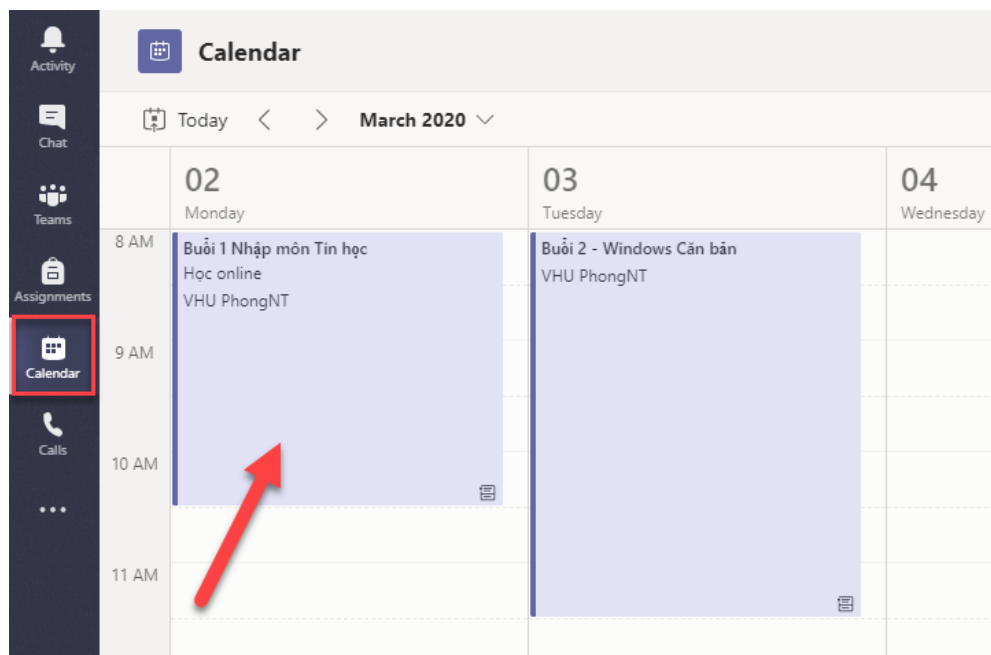 Activity
Chat
Teams
Assignments
Calendar
Calls
Calendar
Today
March 2020
02
Monday
03
Tuesday
04
Wednesday
8 AM
9 AM
10 AM
11 AM
Buổi 1 Nhập môn Tin học
Học online
VHU PhongNT
Buổi 2 - Windows Căn bản
VHU PhongNT